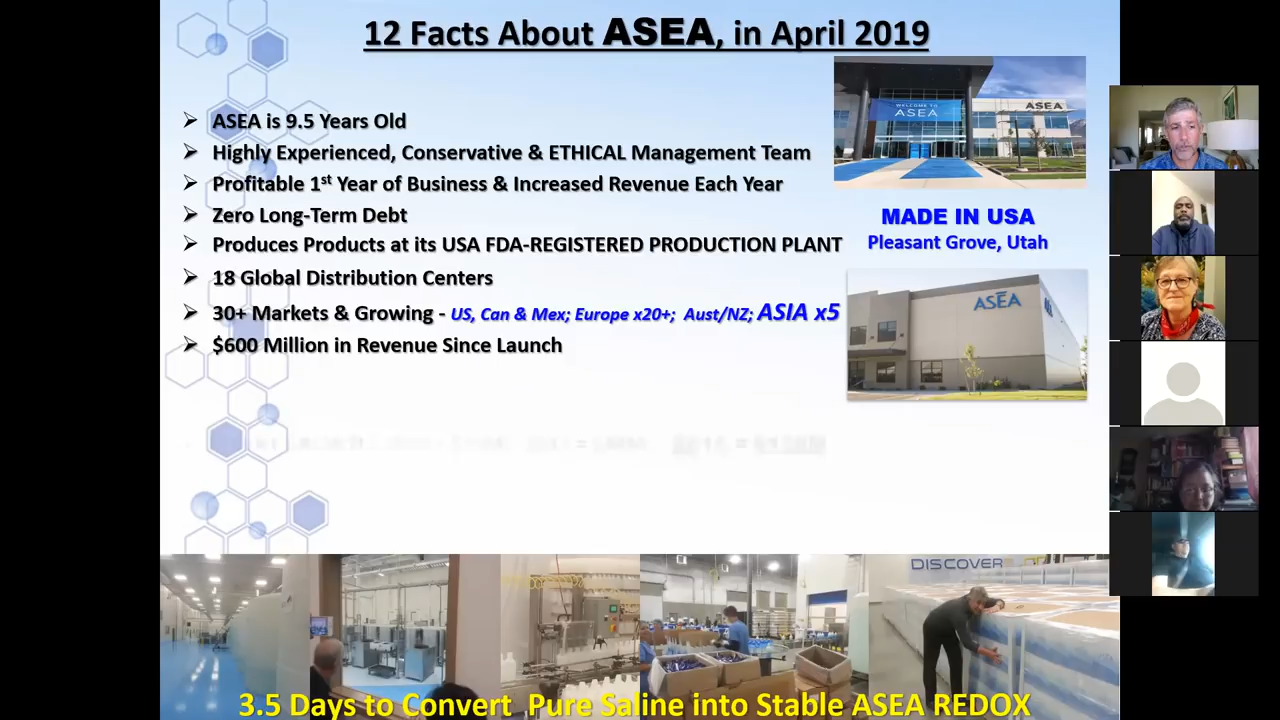 12 Facts About ASEA, in April 2019
➢ ASEA is 9.5 Years Old
➢ Highly Experienced, Conservative & ETHICAL Management Team
➢ Profitable 1st Year of Business & Increased Revenue Each Year
➢ Zero Long-Term Debt
➢ Produces Products at its USA FDA-REGISTERED PRODUCTION PLANT
➢ 18 Global Distribution Centers
➢ 30+ Markets & Growing - US, Can & Mex; Europe x20+; Aust/NZ; ASIA x5
➢ $600 Million in Revenue Since Launch
WELCOME TO
ASEA
ASEA
MADE IN USA
Pleasant Grove, Utah
ASEA
DISCOVER
3.5 Days to Convert Pure Saline into Stable ASEA REDOX